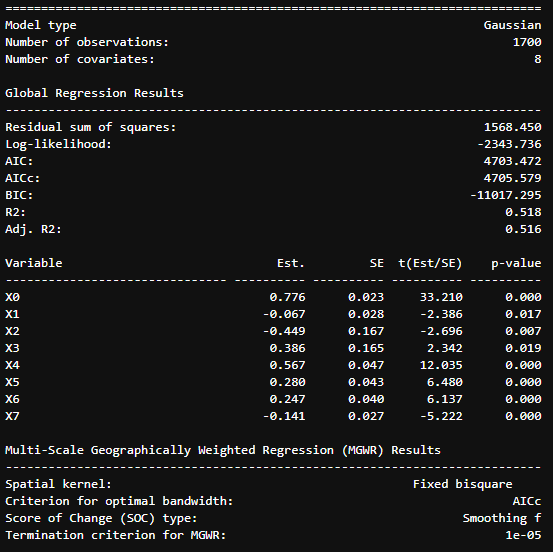 ===========================================================================
Model type                                                         Gaussian
Number of observations:                                                1700
Number of covariates:                                                     8

Global Regression Results
---------------------------------------------------------------------------
Residual sum of squares:                                           1568.450
Log-likelihood:                                                   -2343.736
AIC:                                                               4703.472
AICc:                                                              4705.579
BIC:                                                             -11017.295
R2:                                                                   0.518
Adj. R2:                                                              0.516

Variable                              Est.         SE  t(Est/SE)    p-value
------------------------------- ---------- ---------- ---------- ----------
X0                                   0.776      0.023     33.210      0.000
X1                                  -0.067      0.028     -2.386      0.017
X2                                  -0.449      0.167     -2.696      0.007
X3                                   0.386      0.165      2.342      0.019
X4                                   0.567      0.047     12.035      0.000
X5                                   0.280      0.043      6.480      0.000
X6                                   0.247      0.040      6.137      0.000
X7                                  -0.141      0.027     -5.222      0.000

Multi-Scale Geographically Weighted Regression (MGWR) Results
---------------------------------------------------------------------------
Spatial kernel:                                              Fixed bisquare
Criterion for optimal bandwidth:                                       AICc
Score of Change (SOC) type:                                     Smoothing f
Termination criterion for MGWR:                                       1e-05